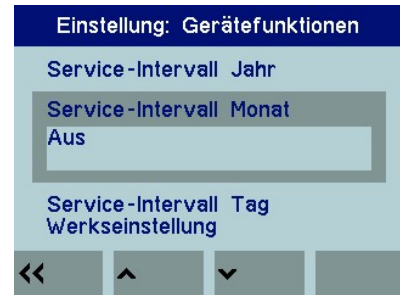 Einstellung: Gerätefunktionen
Service-Intervall Jahr
Service-Intervall Monat
Aus
Service-Intervall Tag
Werkseinstellung